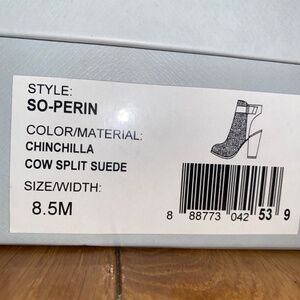 STYLE:
SO-PERIN
COLOR/MATERIAL:
CHINCHILLA
COW SPLIT SUEDE
SIZE/WIDTH:
8.5M
8 88773 042 53 9